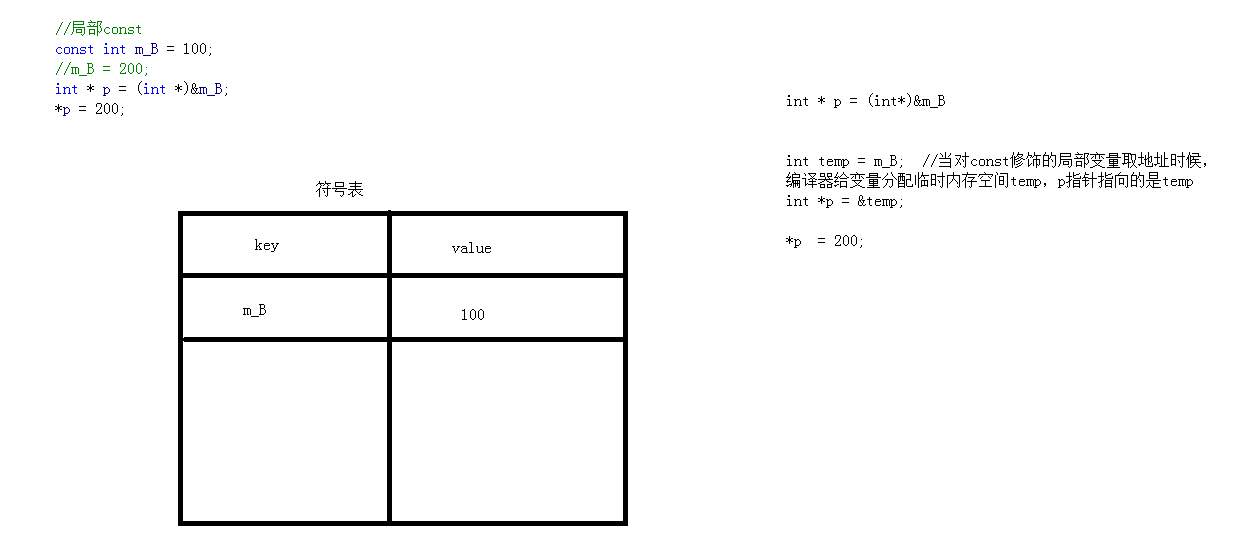 //局部const
const int m_B = 100;
//m_B = 200;
int * p = (int *)&m_B;
*p = 200;
符号表
key value
m_B 100
int * p = (int*)&m_B
int temp = m_B;  //当对const修饰的局部变量取地址时候，
编译器给变量分配临时内存空间temp，p指针指向的是temp
int *p = &temp;
*p  = 200;